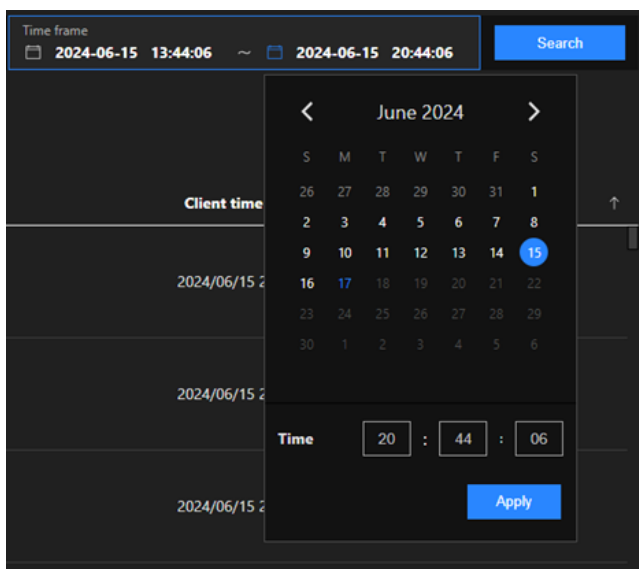 Time frame
2024-06-15 13:44:06 ~ 2024-06-15 20:44:06
Search
June 2024
S M T W T F S
26 27 28 29 30 31 1
2 3 4 5 6 7 8
9 10 11 12 13 14 15
16 17 18 19 20 21 22
23 24 25 26 27 28 29
30 1 2 3 4 5 6
Time 20 : 44 : 06
Apply
Client time
2024/06/15 2
2024/06/15 2
2024/06/15 2